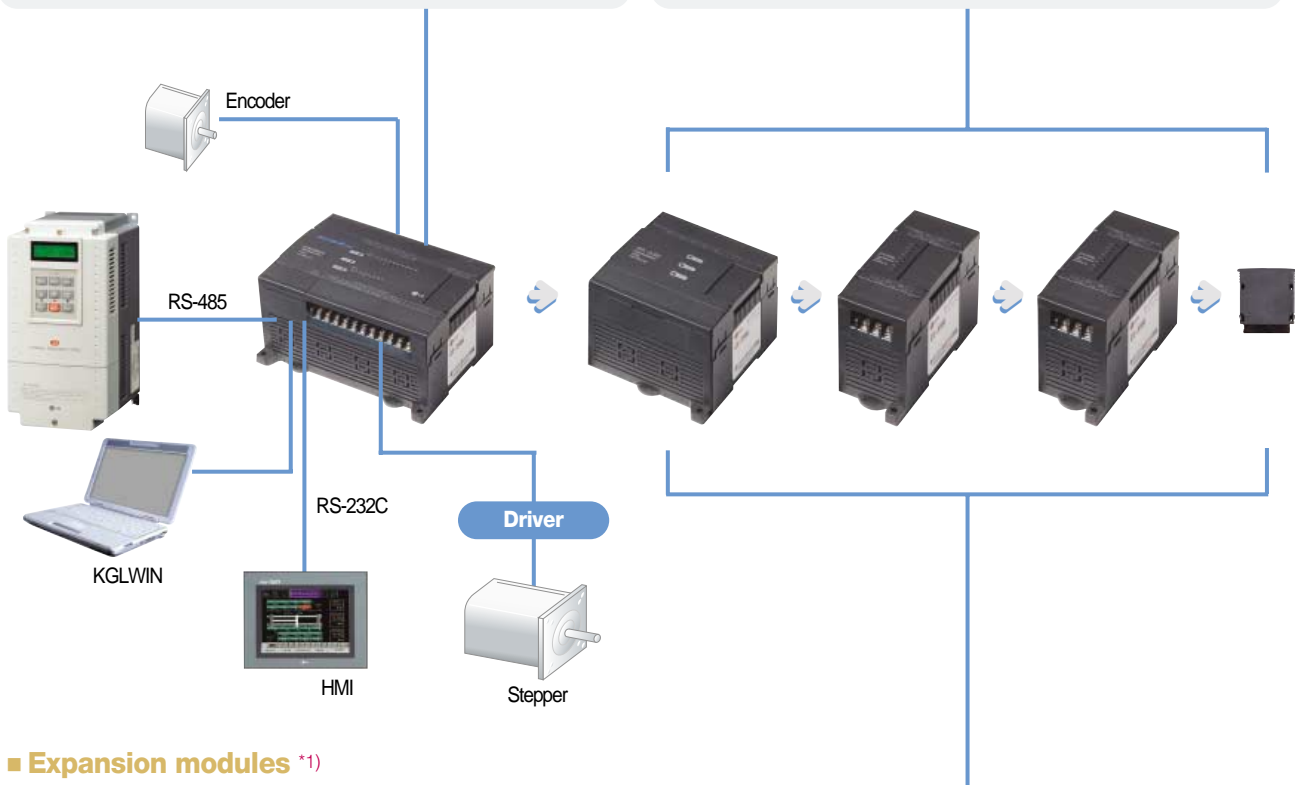 Encoder
RS-485
RS-232C
Driver
KGLWIN
HMI
Stepper
■ Expansion modules *1)